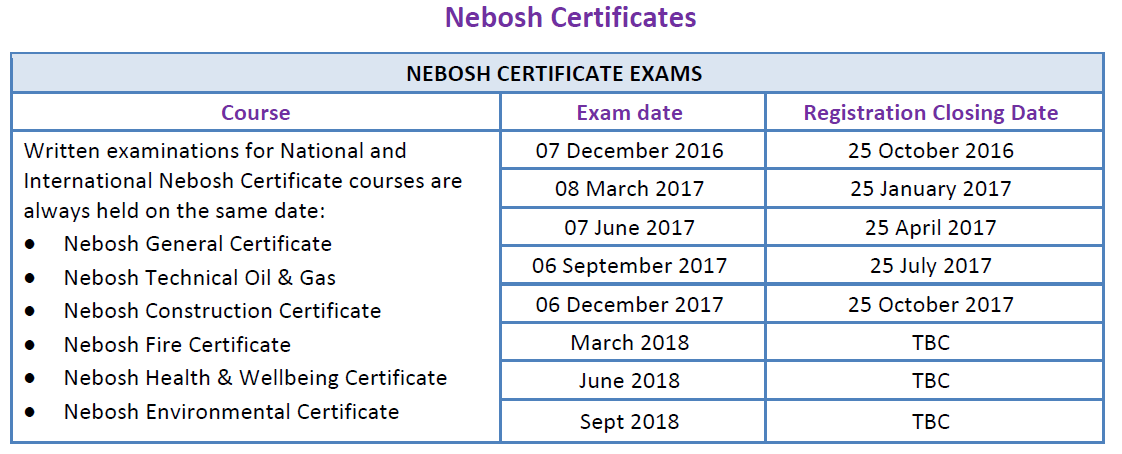 Nebosh Certificates
NEBOSH CERTIFICATE EXAMS
Course
Exam date
Registration Closing Date
Written examinations for National and
International Nebosh Certificate courses are
always held on the same date:
● Nebosh General Certificate
● Nebosh Technical Oil & Gas
● Nebosh Construction Certificate
● Nebosh Fire Certificate
● Nebosh Health & Wellbeing Certificate
● Nebosh Environmental Certificate
07 December 2016 25 October 2016
08 March 2017 25 January 2017
07 June 2017 25 April 2017
06 September 2017 25 July 2017
06 December 2017 25 October 2017
March 2018 TBC
June 2018 TBC
Sept 2018 TBC